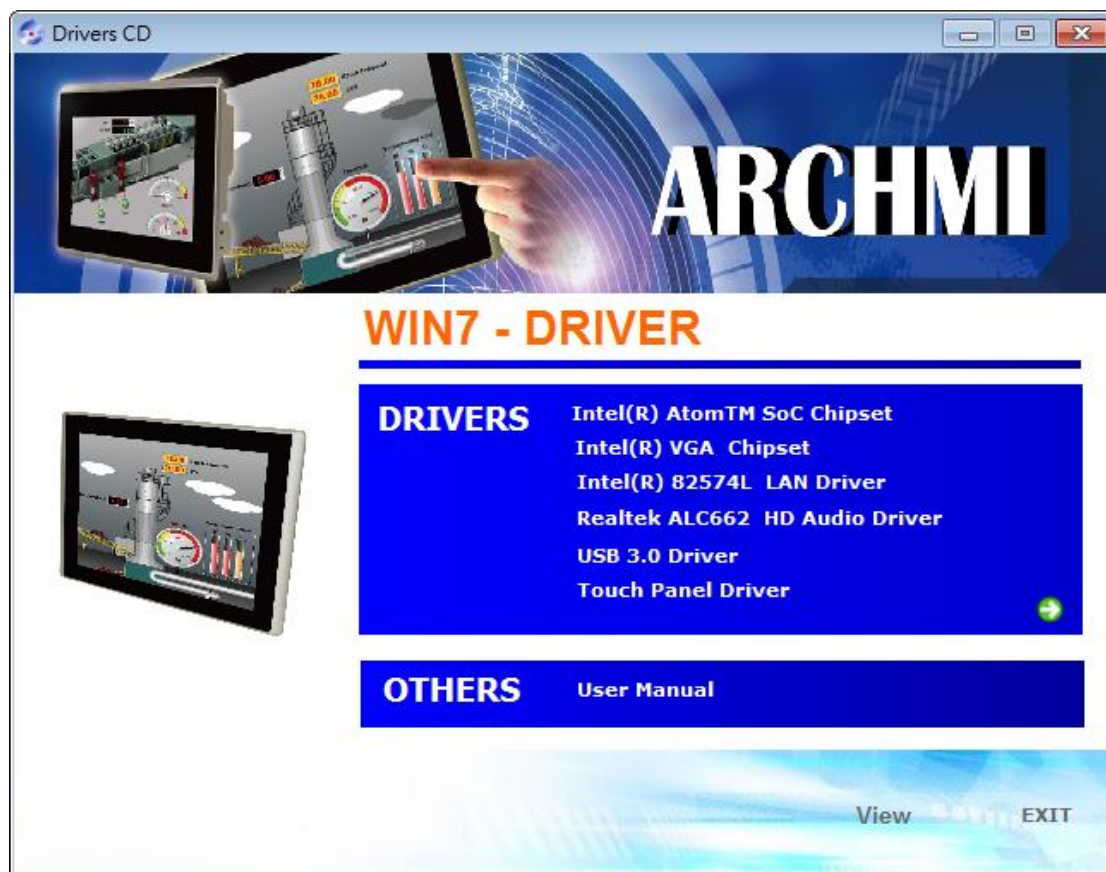 Drivers CD
ARCHMI
WIN7 - DRIVER
DRIVERS
Intel(R) AtomTM SoC Chipset
Intel(R) VGA Chipset
Intel(R) 82574L LAN Driver
Realtek ALC662 HD Audio Driver
USB 3.0 Driver
Touch Panel Driver
OTHERS
User Manual
View
EXIT